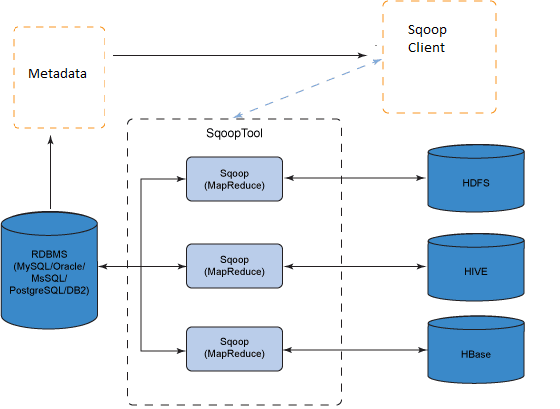 Metadata
Sqoop
Client
SqoopTool
Sqoop
(MapReduce)
HDFS
RDBMS
(MySQL/Oracle/
MsSQL/
PostgreSQL/DB2)
Sqoop
(MapReduce)
HIVE
Sqoop
(MapReduce)
HBase